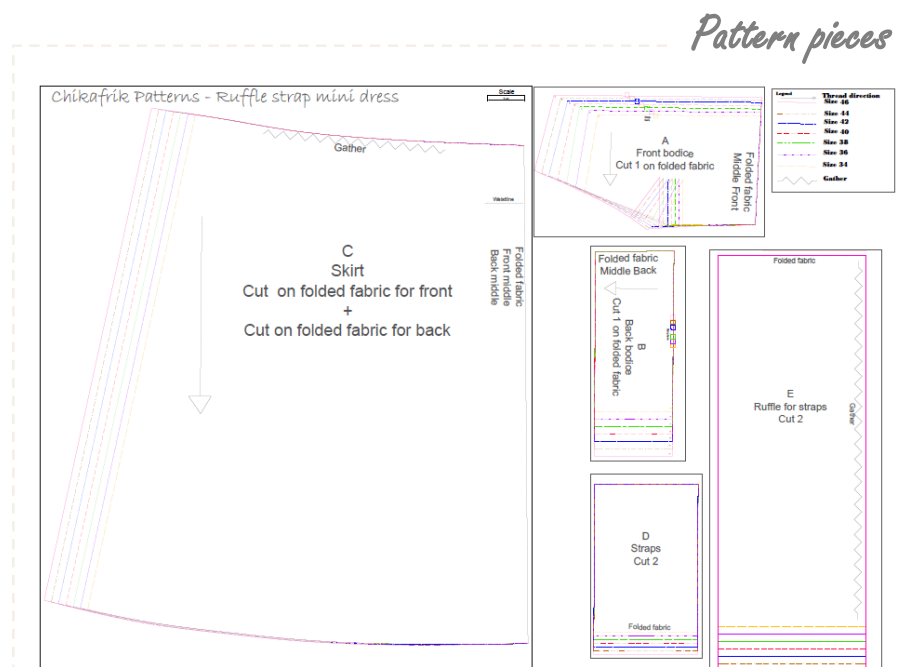 Pattern pieces
Chikafrik Patterns - Ruffle strap mini dress
Scale
Gather
Waistline
C
Skirt
Cut on folded fabric for front
+
Cut on folded fabric for back
Folded fabric
Front middle
Back middle
A
Front bodice
Cut 1 on folded fabric
Folded fabric
Middle Front
Legend
Thread direction
Size 46
Size 44
Size 42
Size 40
Size 38
Size 36
Size 34
Gather
Folded fabric
Middle Back
B
Back bodice
Cut 1 on folded fabric
D
Straps
Cut 2
Folded fabric
Folded fabric
E
Ruffle for straps
Cut 2
Gather